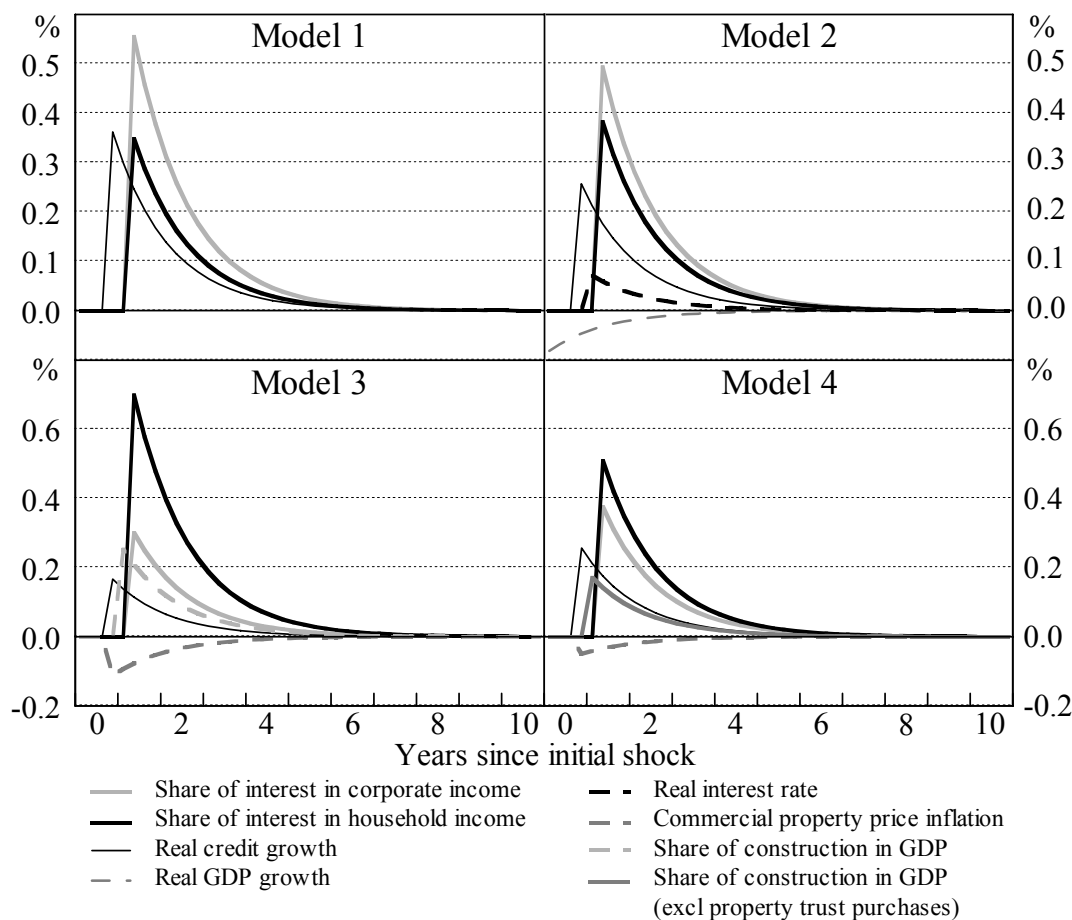 %
Model 1
Model 2
%
0.5
0.5
0.4
0.4
0.3
0.3
0.2
0.2
0.1
0.1
0.0
0.0
%
Model 3
Model 4
%
0.6
0.6
0.4
0.4
0.2
0.2
0.0
0.0
-0.2
-0.2
0 2 4 6 8 10 0 2 4 6 8 10
Years since initial shock
Share of interest in corporate income
Share of interest in household income
Real credit growth
Real GDP growth
Real interest rate
Commercial property price inflation
Share of construction in GDP
Share of construction in GDP
(excl property trust purchases)